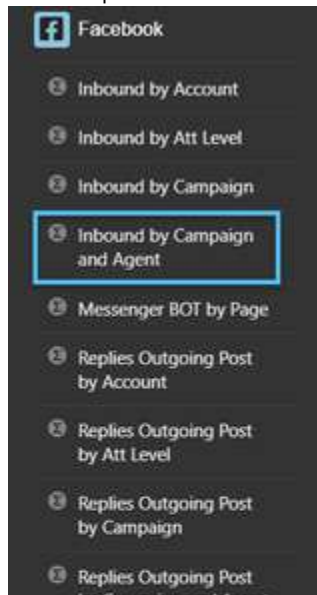 Facebook
Inbound by Account
Inbound by Att Level
Inbound by Campaign
Inbound by Campaign
and Agent
Messenger BOT by Page
Replies Outgoing Post
by Account
Replies Outgoing Post
by Att Level
Replies Outgoing Post
by Campaign
Replies Outgoing Post